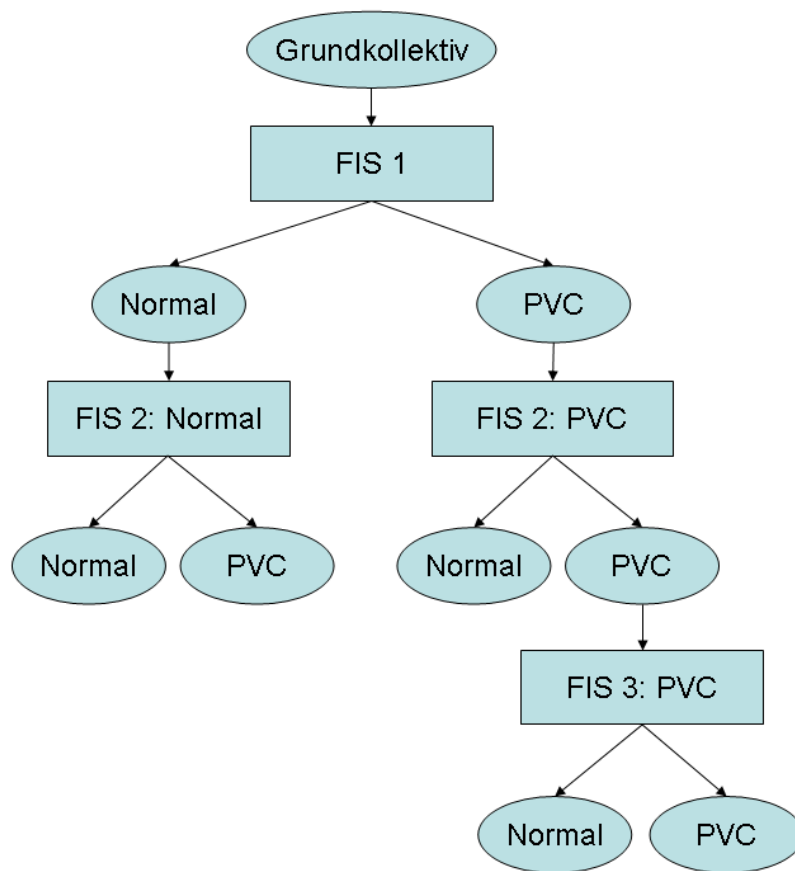 Grundkollektiv
FIS 1
Normal
PVC
FIS 2: Normal
FIS 2: PVC
Normal
PVC
Normal
PVC
FIS 3: PVC
Normal
PVC